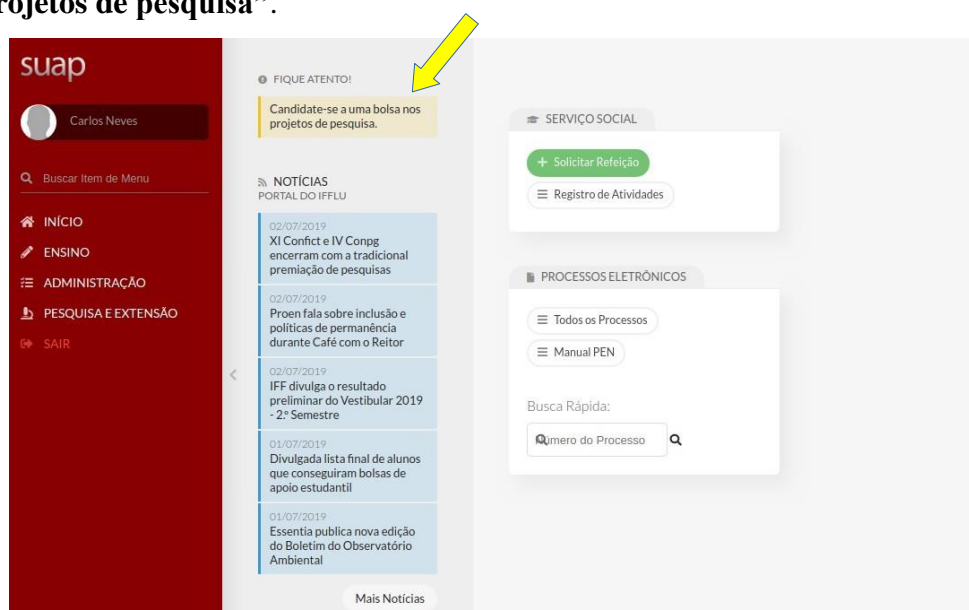 rojetos de pesquisa”.
suap
Carlos Neves
Buscar Item de Menu
INÍCIO
ENSINO
ADMINISTRAÇÃO
PESQUISA E EXTENSÃO
SAIR
FIQUE ATENTO!
Candidate-se a uma bolsa nos
projetos de pesquisa.
NOTÍCIAS
PORTAL DO IFFLU
02/07/2019
XI Confict e IV Conpg
encerram com a tradicional
premiação de pesquisas
02/07/2019
Proen fala sobre inclusão e
políticas de permanência
durante Café com o Reitor
02/07/2019
IFF divulga o resultado
preliminar do Vestibular 2019
- 2.º Semestre
01/07/2019
Divulgada lista final de alunos
que conseguiram bolsas de
apoio estudantil
01/07/2019
Essentia publica nova edição
do Boletim do Observatório
Ambiental
Mais Notícias
SERVIÇO SOCIAL
+ Solicitar Refeição
Registro de Atividades
PROCESSOS ELETRÔNICOS
Todos os Processos
Manual PEN
Busca Rápida:
Número do Processo